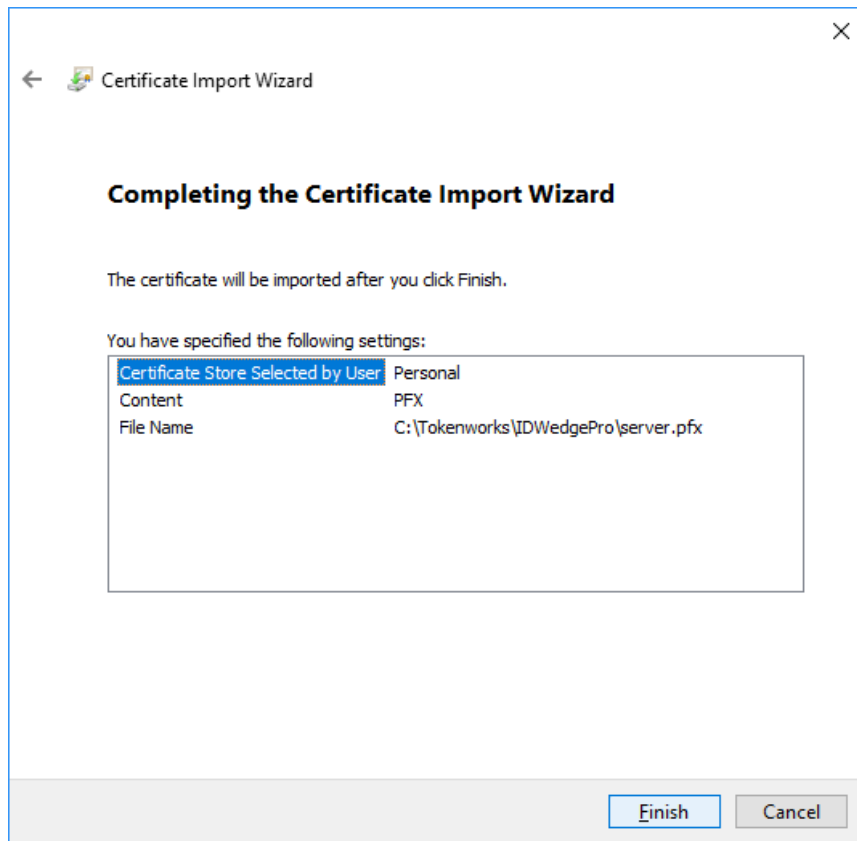 Certificate Import Wizard
Completing the Certificate Import Wizard
The certificate will be imported after you click Finish.
You have specified the following settings:
Certificate Store Selected by User Personal
Content PFX
File Name C:\Tokenworks\IDWedgePro\server.pfx
Finish Cancel